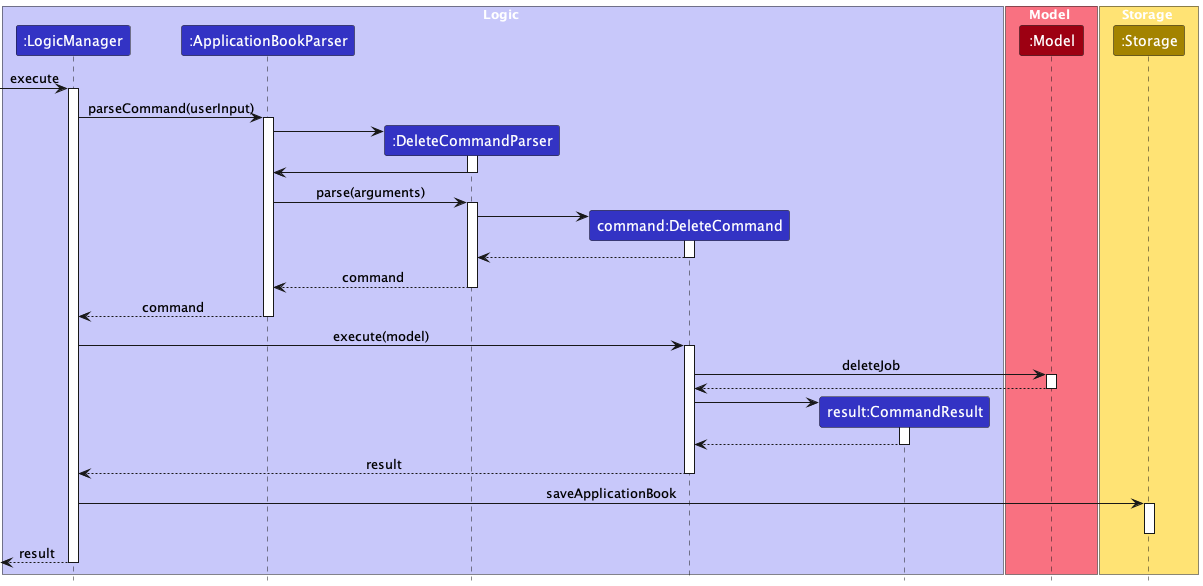 Logic
Model
Storage
:LogicManager
:ApplicationBookParser
:Model
:Storage
execute
parseCommand(userInput)
:DeleteCommandParser
parse(arguments)
command:DeleteCommand
command
command
execute(model)
deleteJob
result:CommandResult
result
saveApplicationBook
result